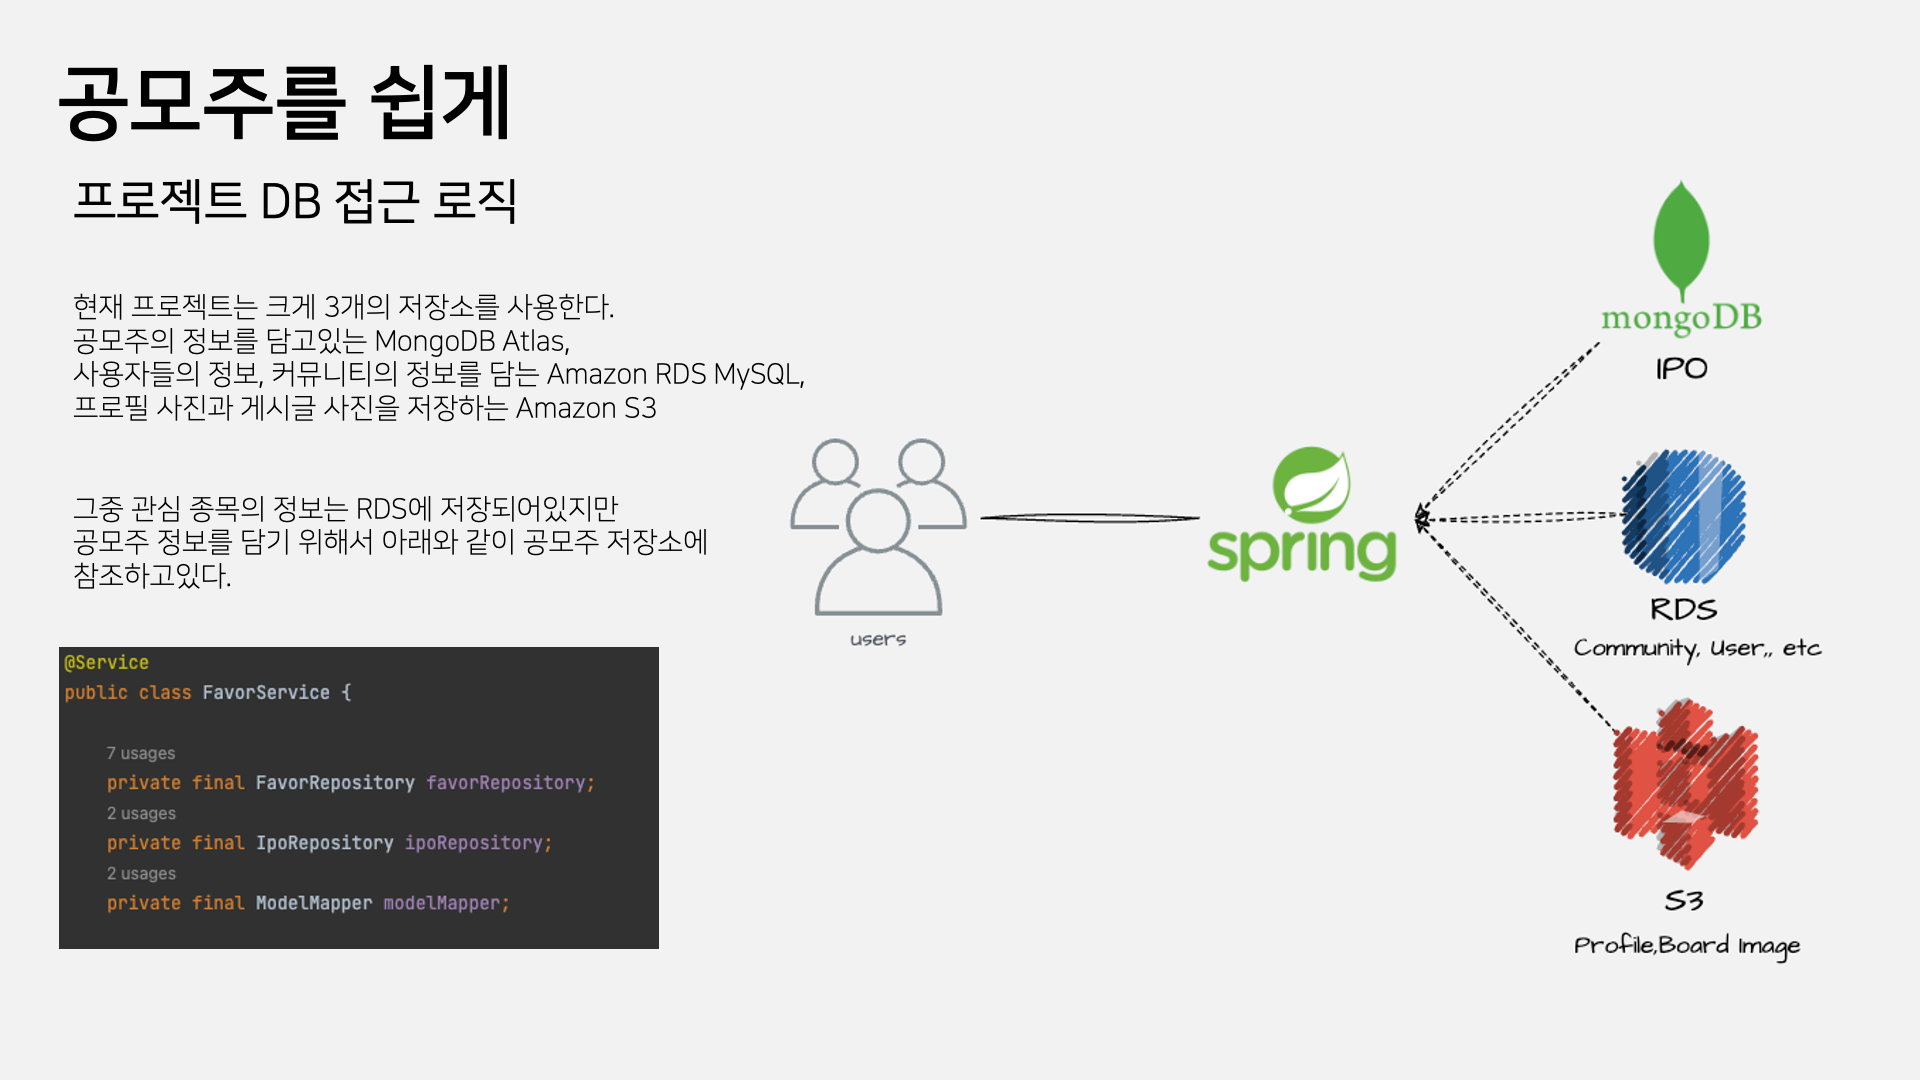 공모주를 쉽게
프로젝트 DB 접근 로직
현재 프로젝트는 크게 3개의 저장소를 사용한다.
공모주의 정보를 담고있는 MongoDB Atlas,
사용자들의 정보, 커뮤니티의 정보를 담는 Amazon RDS MySQL,
프로필 사진과 게시글 사진을 저장하는 Amazon S3
그중 관심 종목의 정보는 RDS에 저장되어있지만
공모주 정보를 담기 위해서 아래와 같이 공모주 저장소에
참조하고있다.
@Service
public class FavorService {
7 usages
private final FavorRepository favorRepository;
2 usages
private final IpoRepository ipoRepository;
2 usages
private final ModelMapper modelMapper;
users
spring
mongoDB
IPO
RDS
Community, User,, etc
S3
Profile,Board Image